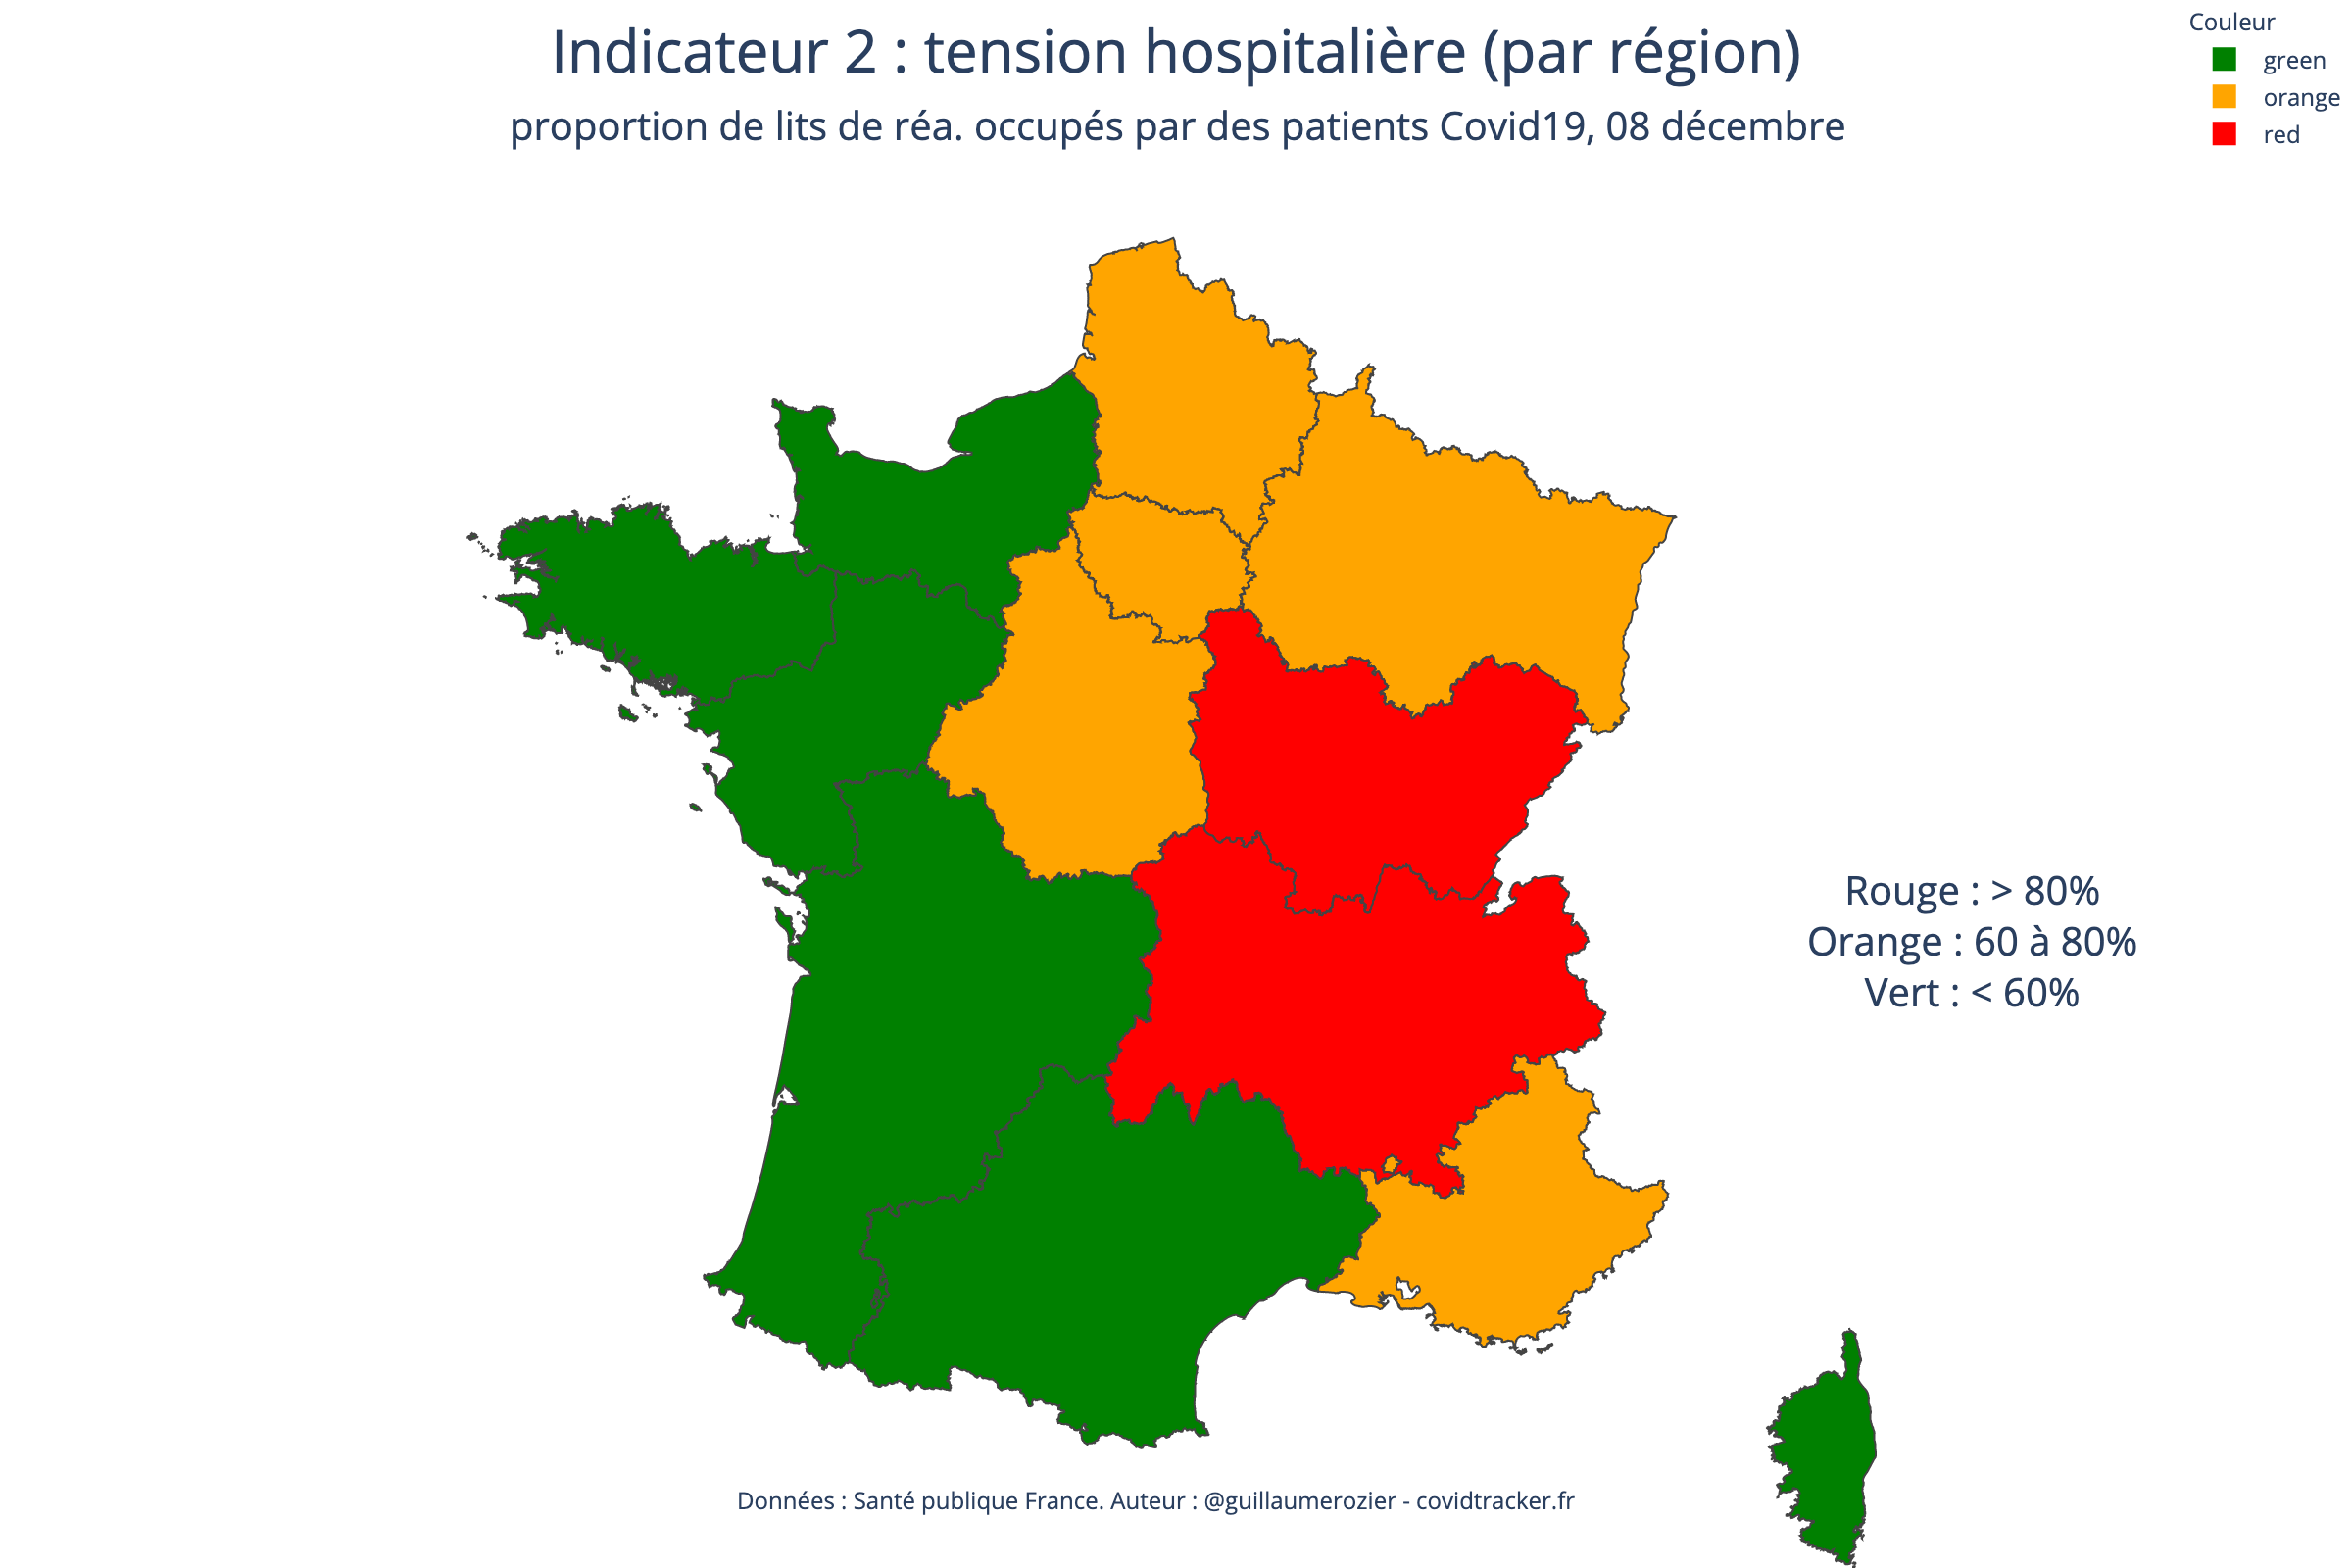 Indicateur 2 : tension hospitalière (par région)
proportion de lits de réa. occupés par des patients Covid19, 08 décembre
Couleur
green
orange
red
Rouge : > 80%
Orange : 60 à 80%
Vert : < 60%
Données : Santé publique France. Auteur : @guillaumerozier - covidtracker.fr